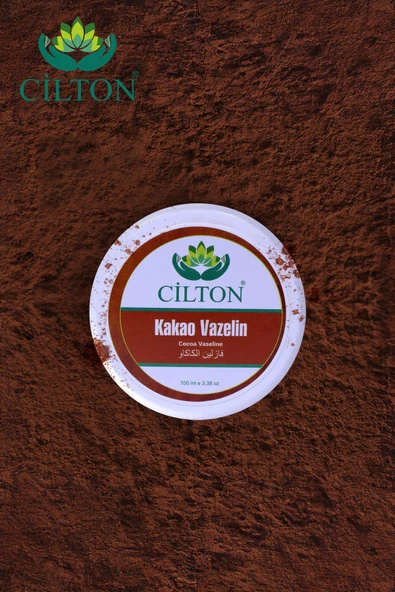 CİLTON®
CİLTON®
Kakao Vazelin
Cocoa Vaseline
فازلين الكاكاو
100 ml e 3,38 oz